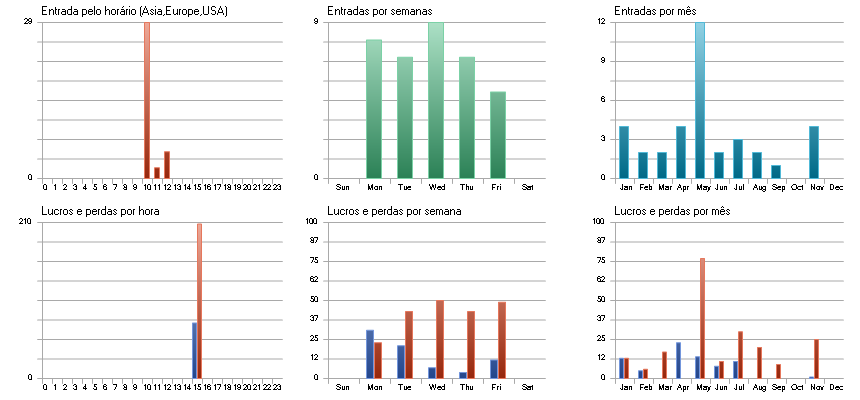 Entrada pelo horário (Asia,Europe,USA)
29
0
0 1 2 3 4 5 6 7 8 9 10 11 12 13 14 15 16 17 18 19 20 21 22 23
Entradas por semanas
9
0
Sun Mon Tue Wed Thu Fri Sat
Entradas por mês
12
9
6
3
0
Jan Feb Mar Apr May Jun Jul Aug Sep Oct Nov Dec
Lucros e perdas por hora
210
0
0 1 2 3 4 5 6 7 8 9 10 11 12 13 14 15 16 17 18 19 20 21 22 23
Lucros e perdas por semana
100
87
75
62
50
37
25
12
0
Sun Mon Tue Wed Thu Fri Sat
Lucros e perdas por mês
100
87
75
62
50
37
25
12
0
Jan Feb Mar Apr May Jun Jul Aug Sep Oct Nov Dec